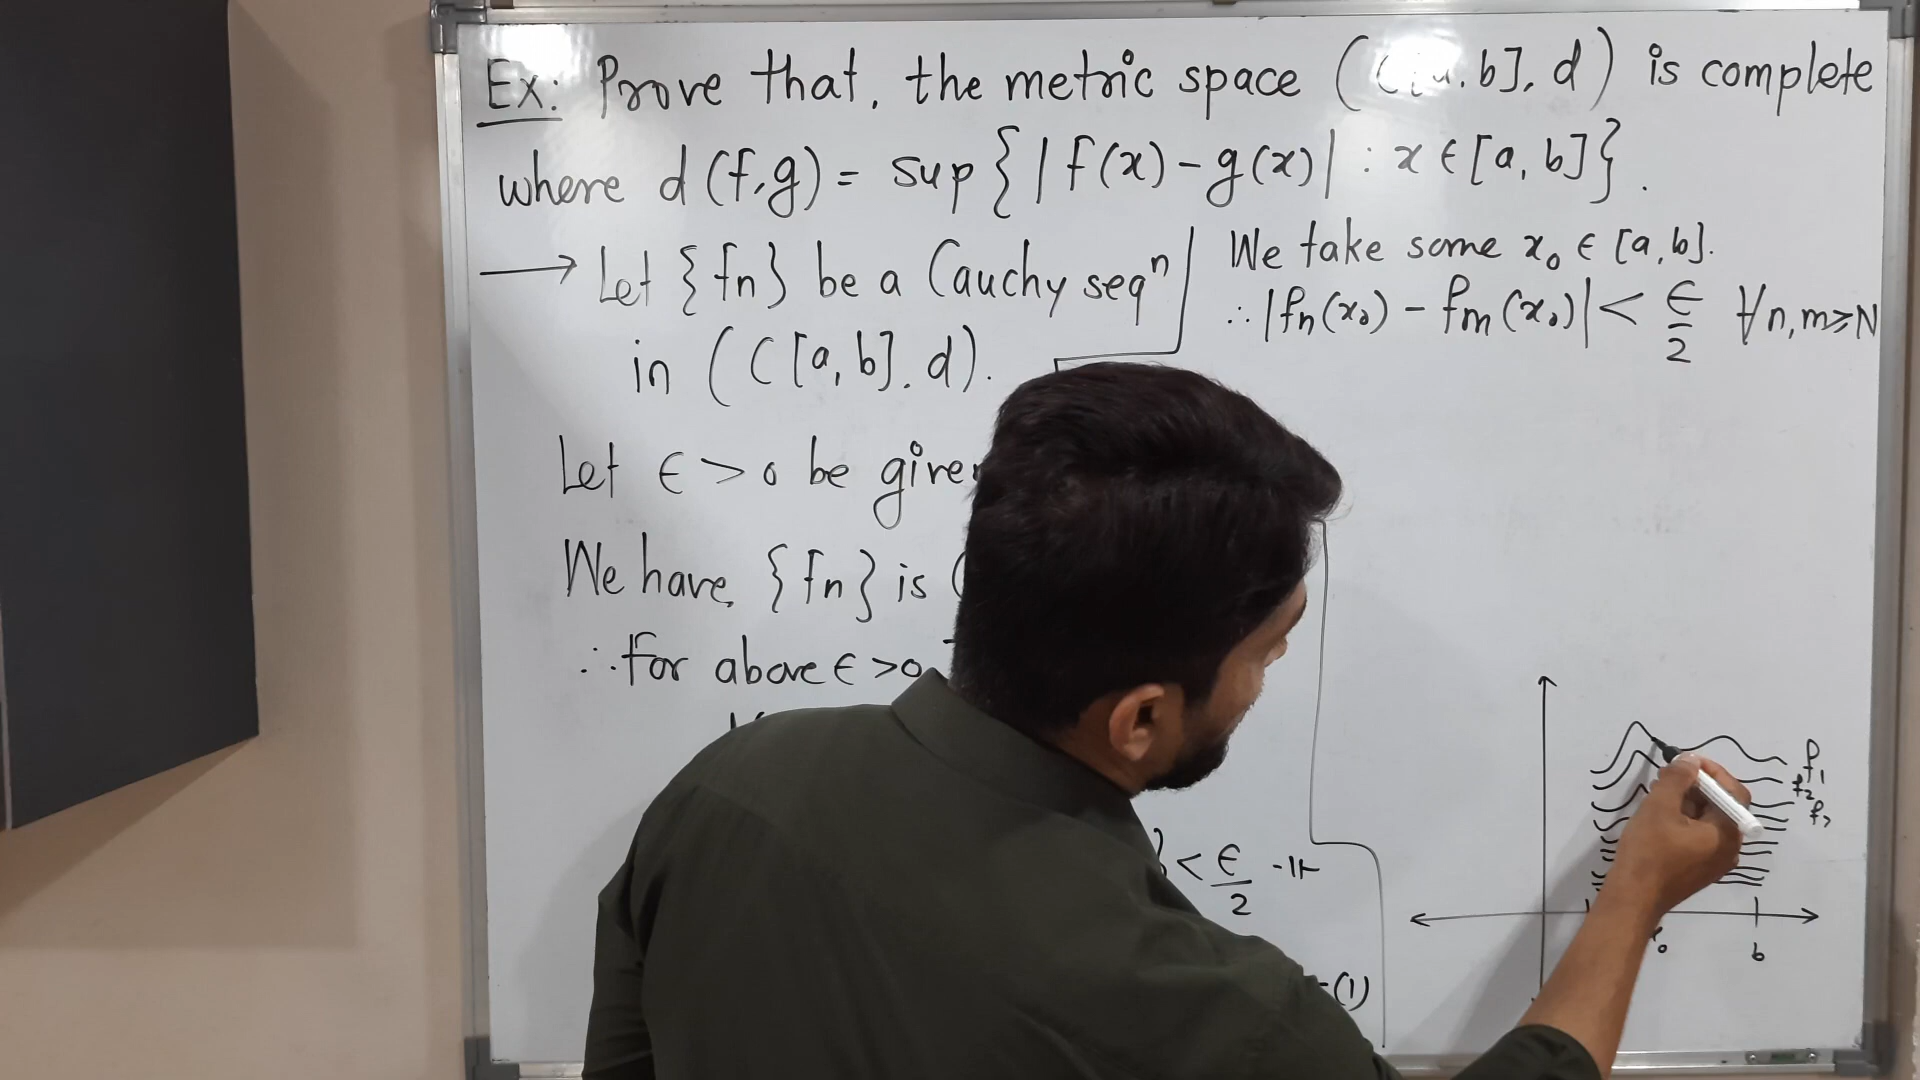 Ex: Prove that, the metric space (C[a,b], d) is complete
where d(f,g) = sup{|f(x)-g(x)| : x ∈ [a,b]}.
→ Let {fn} be a Cauchy seqⁿ
in (C[a,b], d).
Let ϵ > 0 be given
We have, {fn} is
∴ for above ϵ > 0
} < ϵ/2
-(1)
We take some x₀ ∈ [a,b].
∴ |fn(x₀) - fm(x₀)| < ϵ/2 ∀ n,m ≥ N
f₁
f₂
f₃
x₀ b